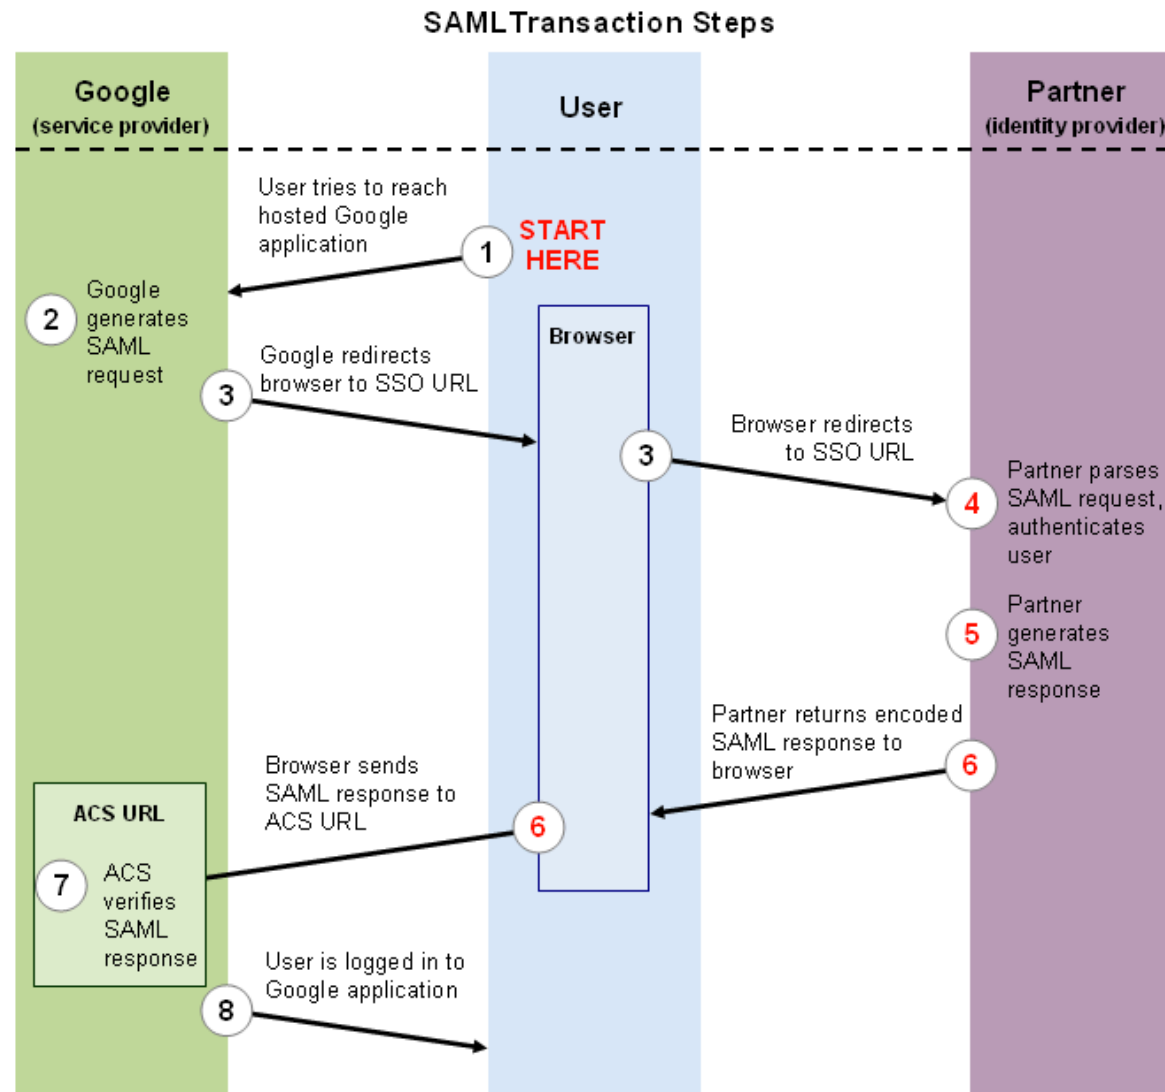 SAML Transaction Steps
Google
(service provider)
User
Partner
(identity provider)
User tries to reach
hosted Google
application
1
START
HERE
2
Google
generates
SAML
request
Browser
3
Google redirects
browser to SSO URL
3
Browser redirects
to SSO URL
4
Partner parses
SAML request,
authenticates
user
5
Partner
generates
SAML
response
Partner returns encoded
SAML response to
browser
6
Browser sends
SAML response to
ACS URL
6
ACS URL
7
ACS
verifies
SAML
response
User is logged in to
Google application
8